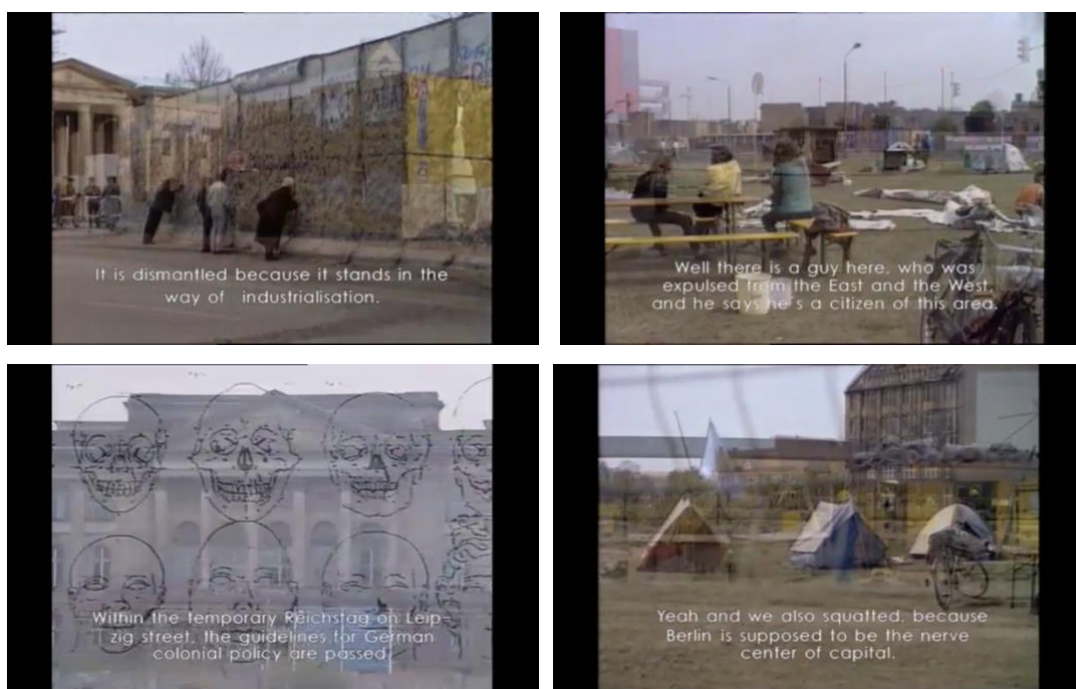 It is dismantled because it stands in the
way of industrialisation.
Well there is a guy here, who was
expulsed from the East and the West,
and he says he's a citizen of this area.
Within the temporary Reichstag on Leip-
zig street, the guidelines for German
colonial policy are passed
Yeah and we also squatted, because
Berlin is supposed to be the nerve
center of capital.